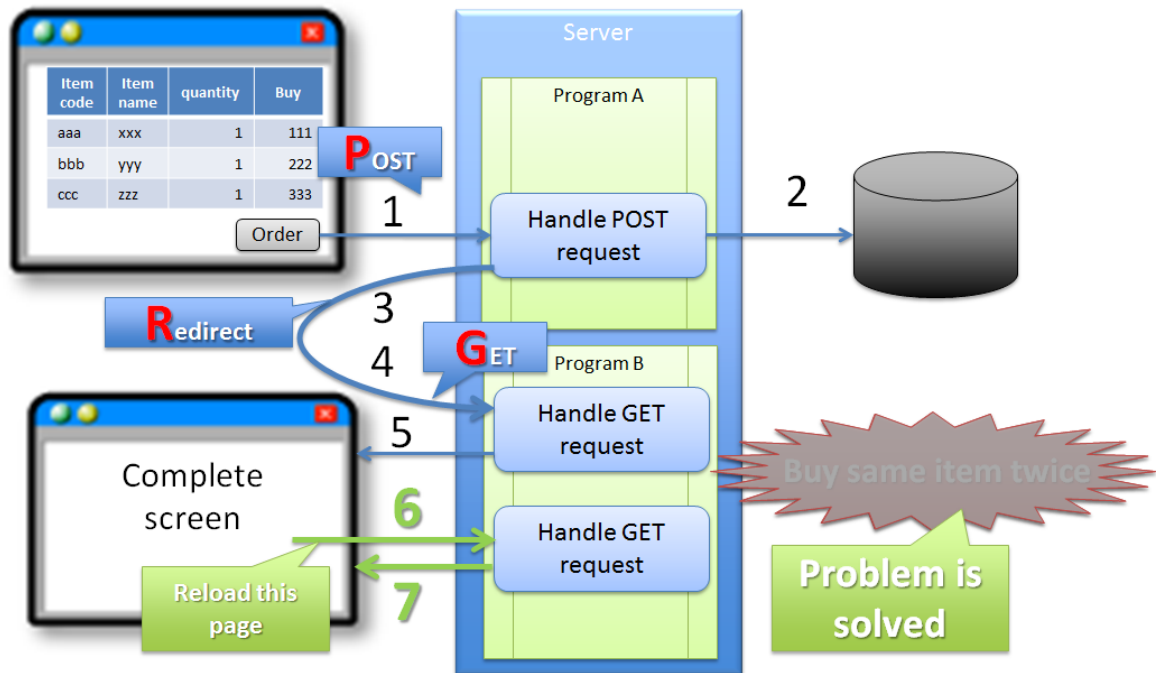 Server
Program A
Item code Item name quantity Buy
aaa xxx 1 111
bbb yyy 1 222
ccc zzz 1 333
Order
POST
1
Handle POST
request
2
Redirect
3
4
GET
Program B
Handle GET
request
5
Complete
screen
Buy same item twice
6
Handle GET
request
7
Reload this
page
Problem is
solved